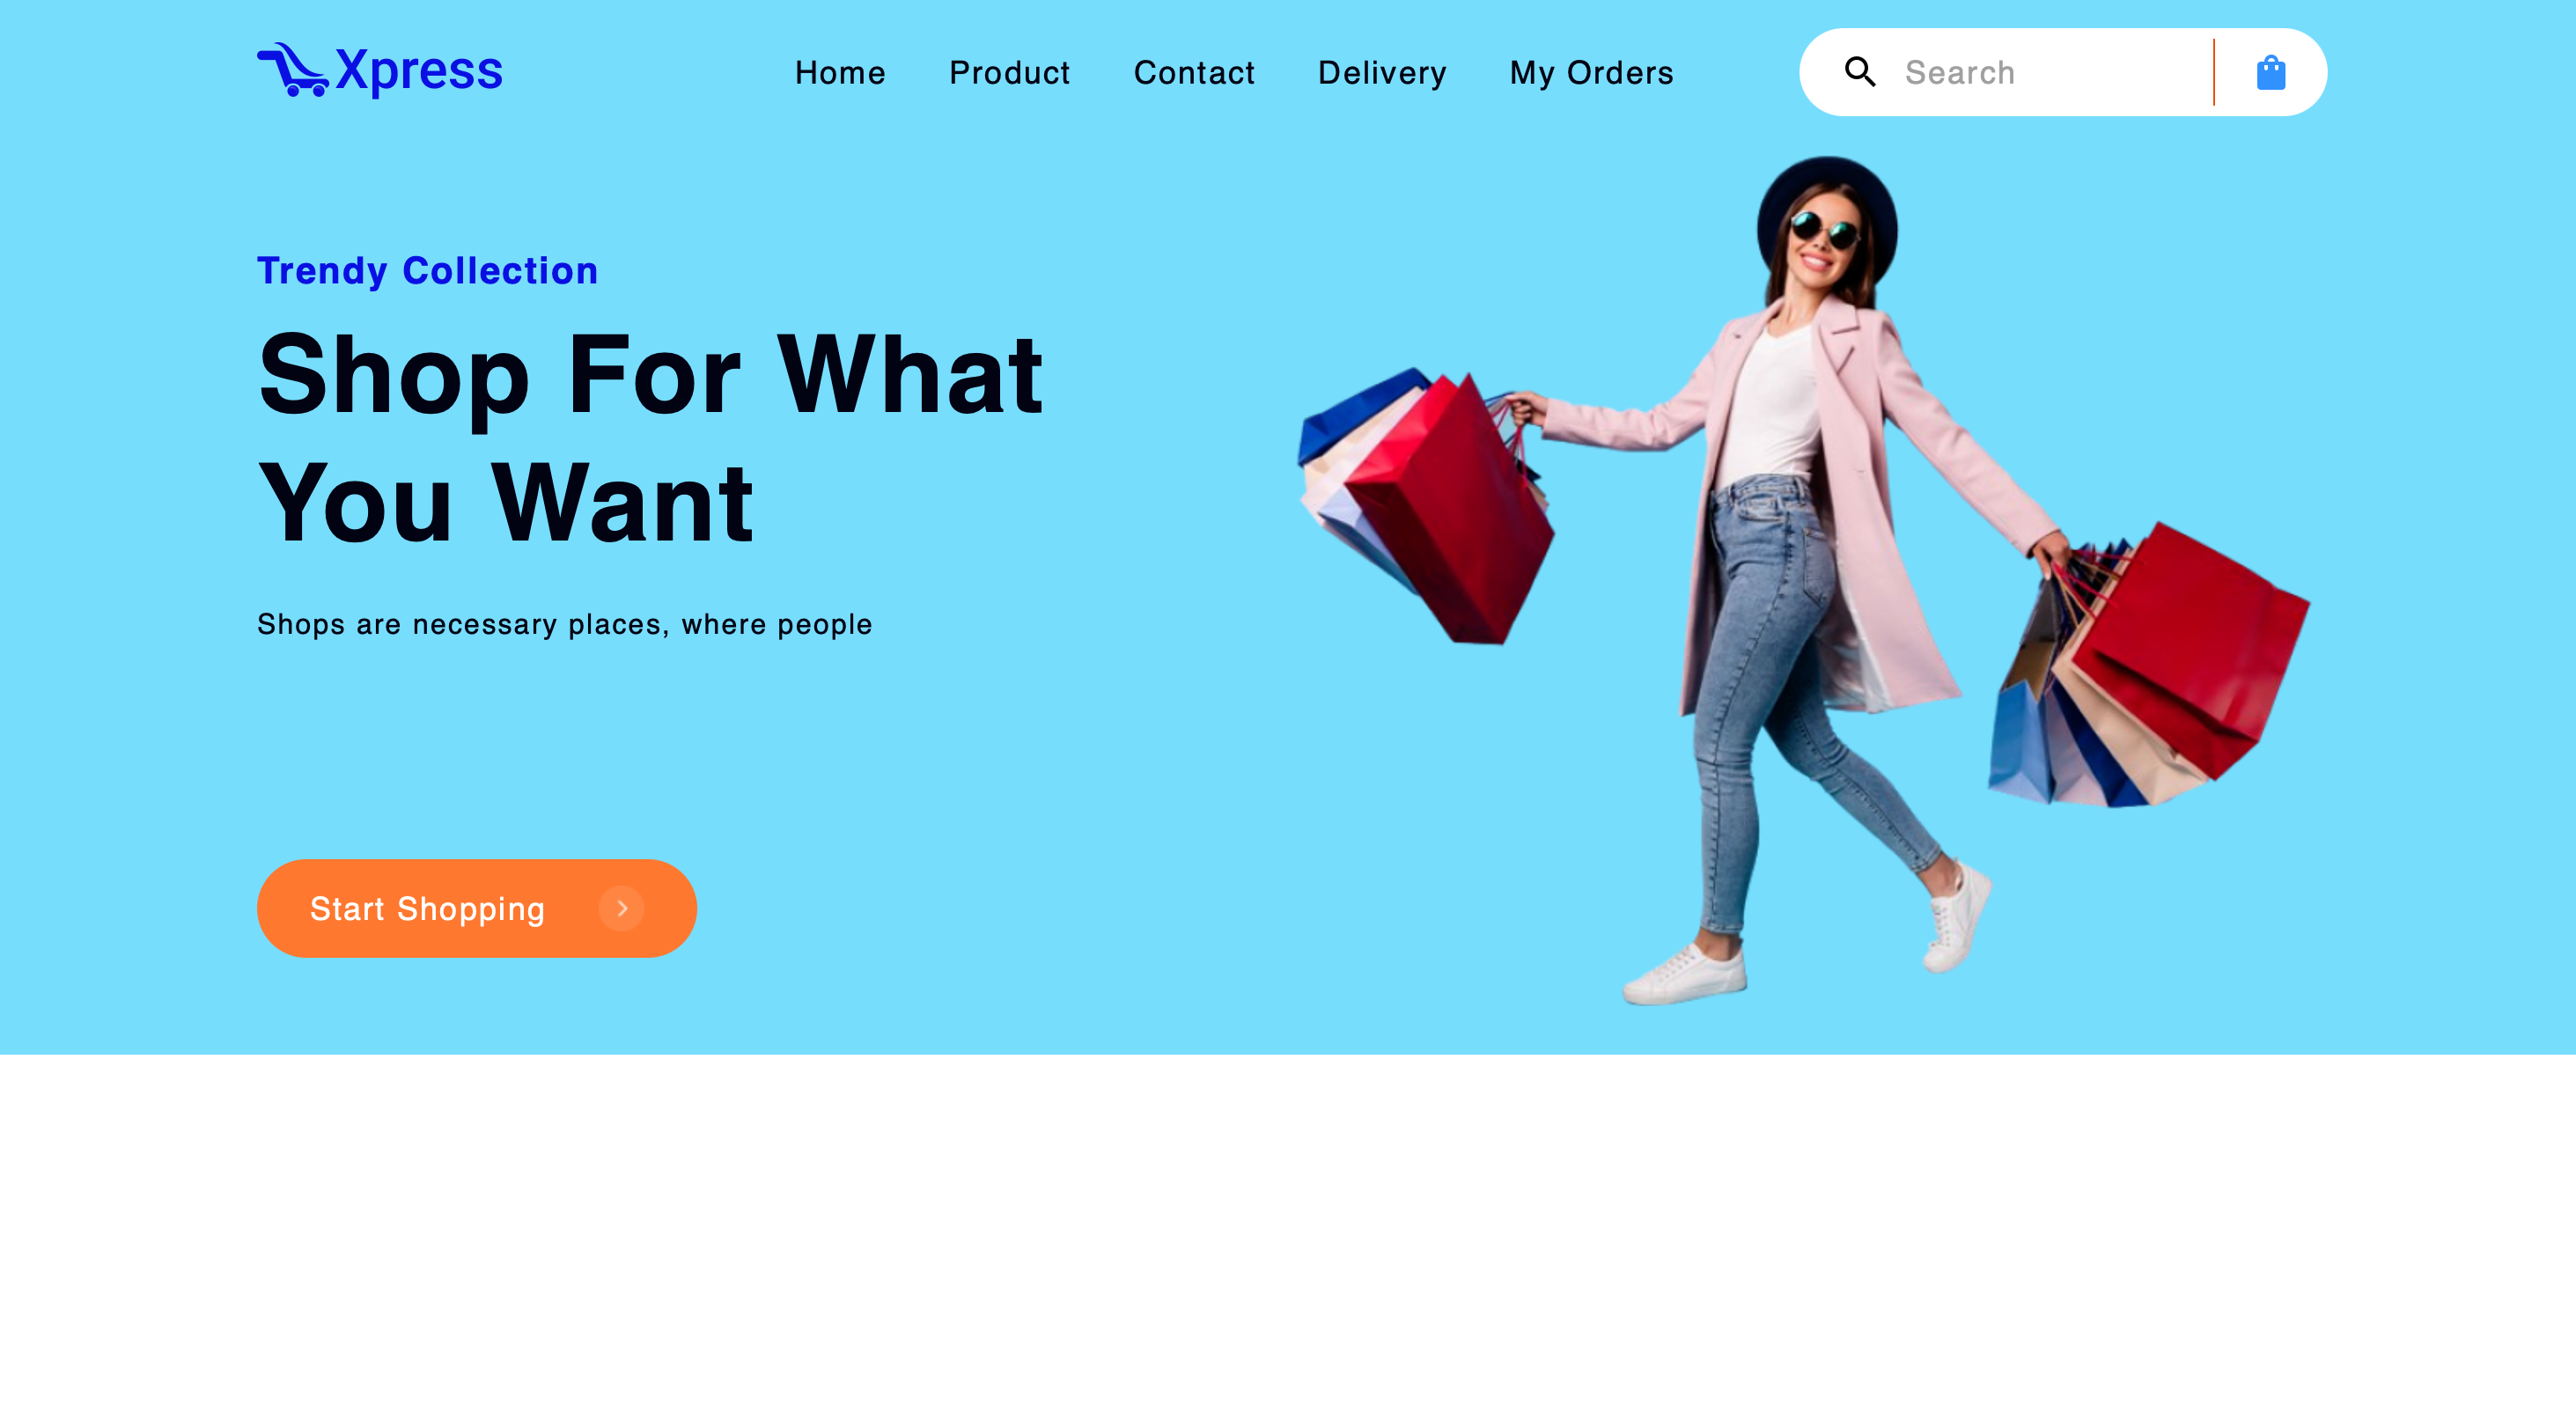 Xpress
Home Product Contact Delivery My Orders
Search
Trendy Collection
Shop For What
You Want
Shops are necessary places, where people
Start Shopping